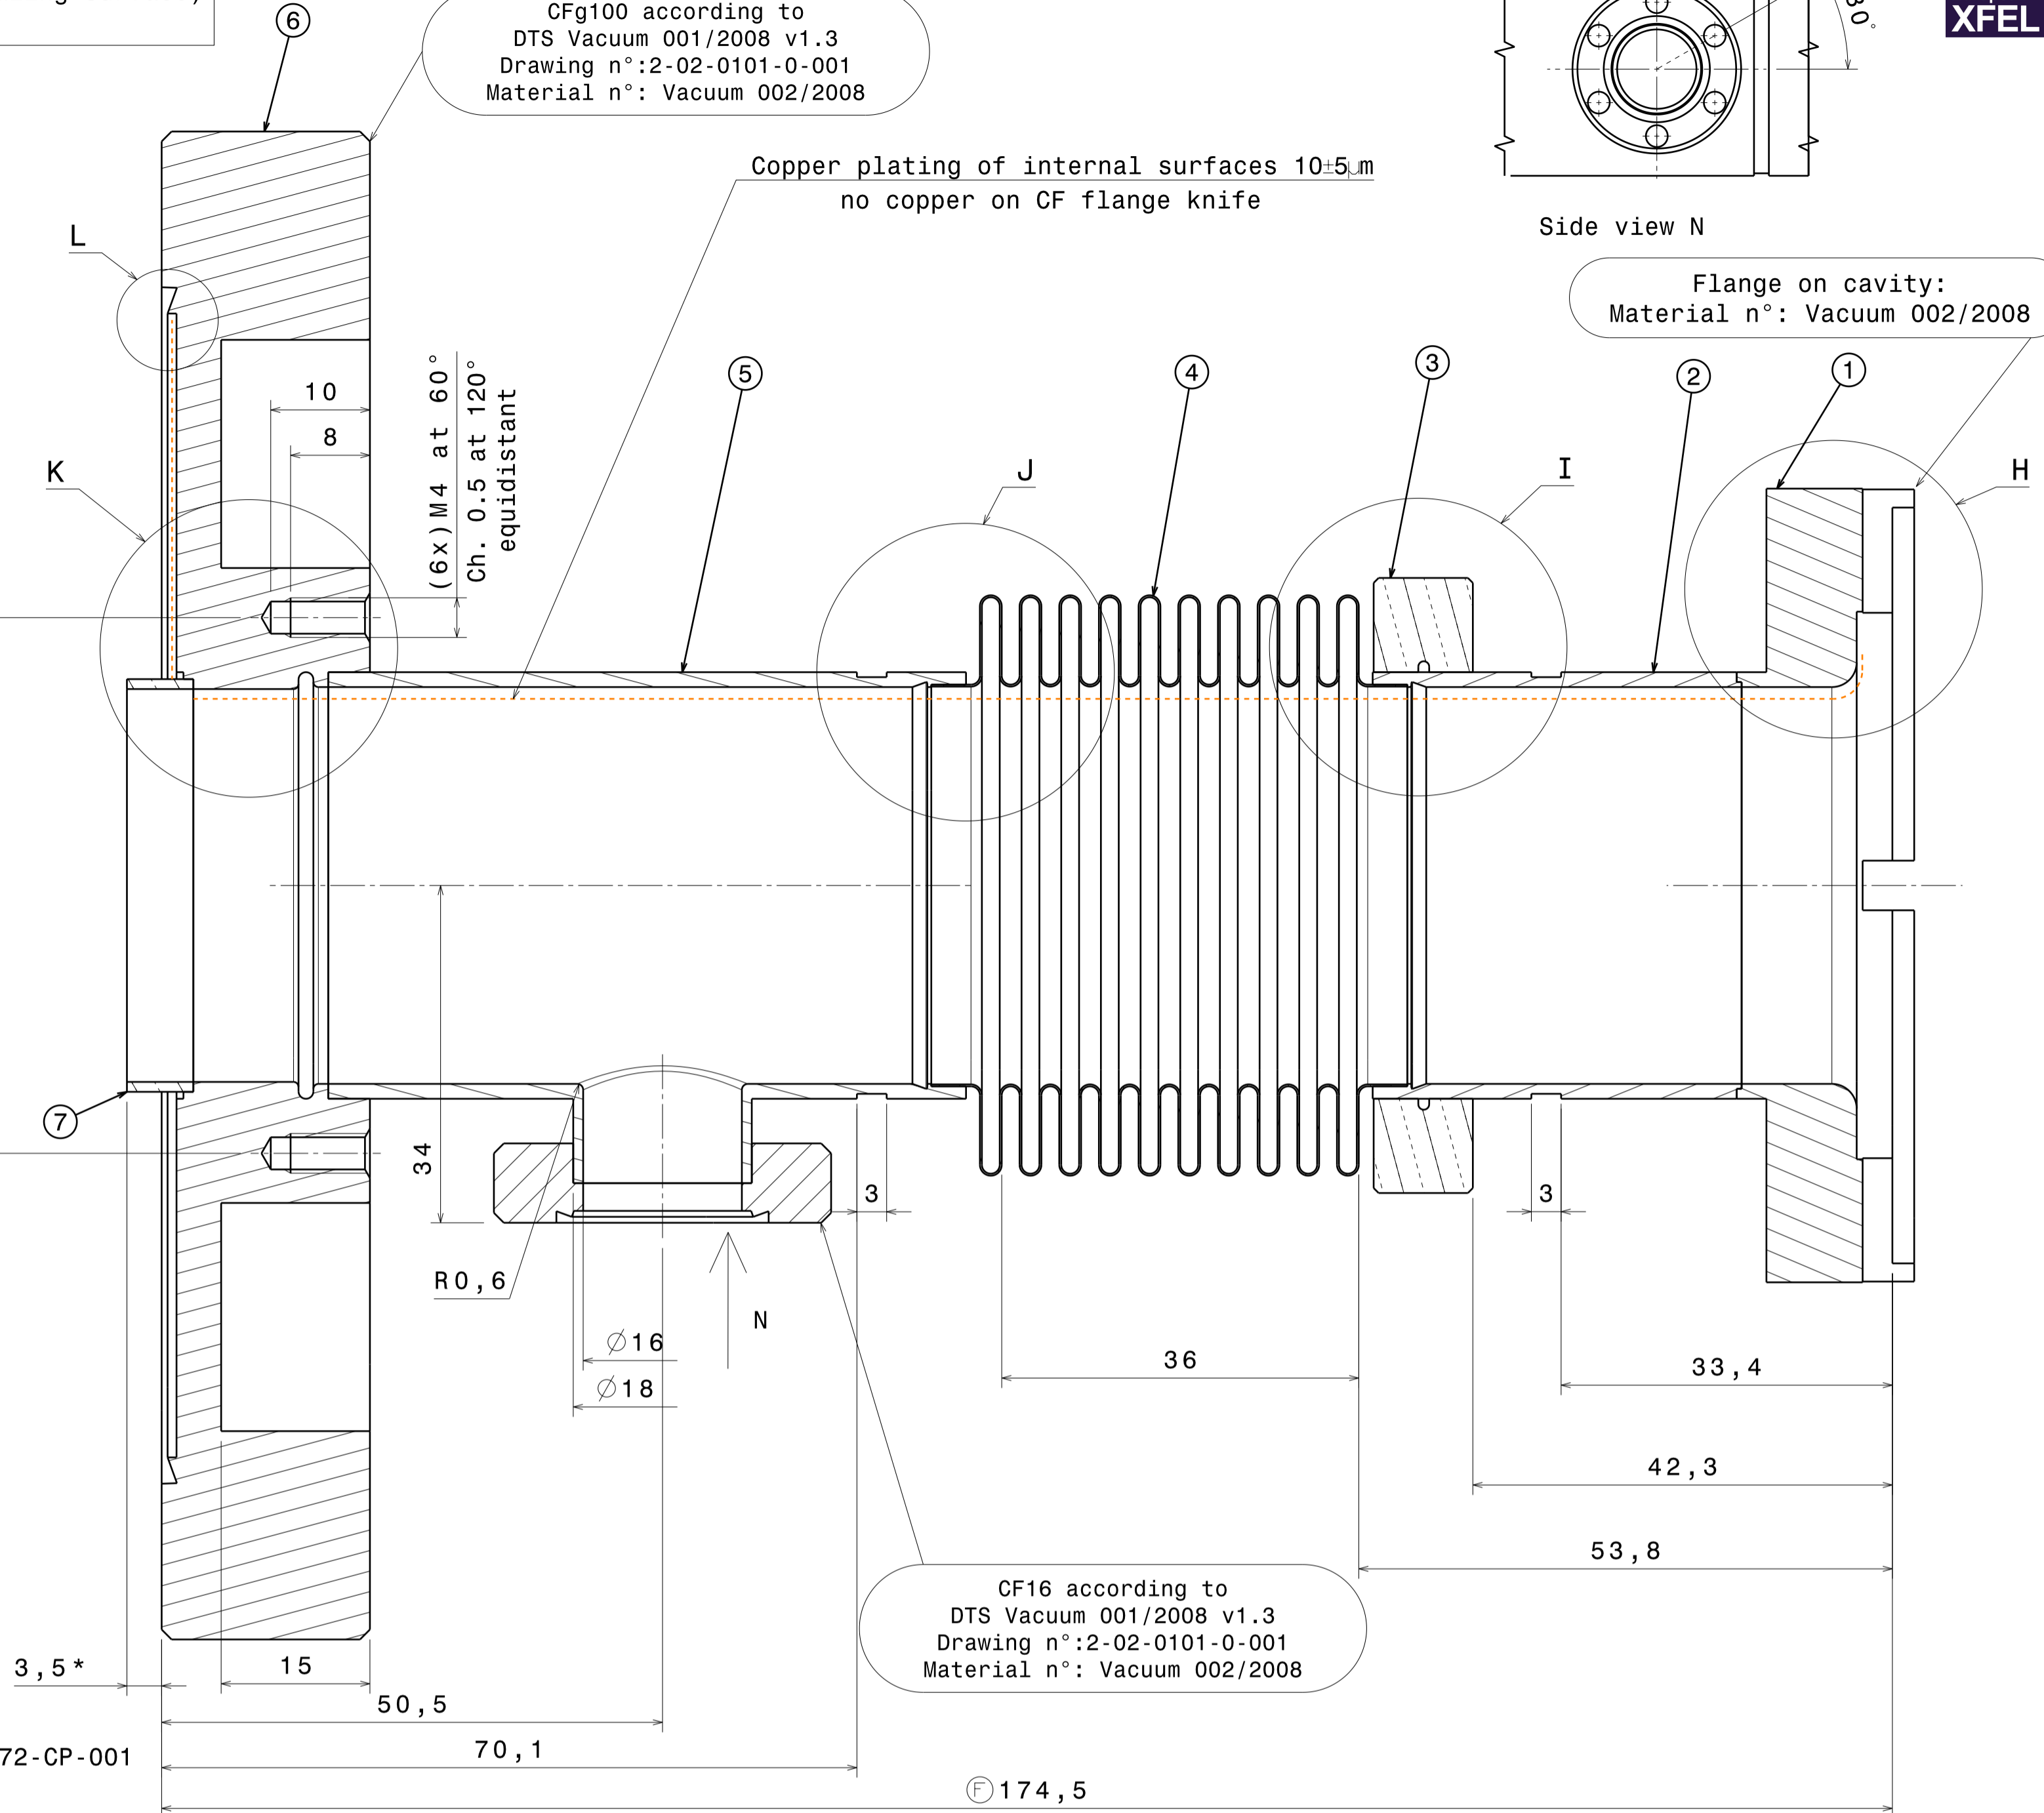 6
CFg100 according to
DTS Vacuum 001/2008 v1.3
Drawing n°:2-02-0101-0-001
Material n°: Vacuum 002/2008
XFEL
Copper plating of internal surfaces 10±5µm
no copper on CF flange knife
Side view N
L
Flange on cavity:
Material n°: Vacuum 002/2008
5
4
3
2
1
10
8
(6x)M4 at 60°
Ch. 0.5 at 120°
equidistant
K
J
I
H
7
34
3
3
R0,6
N
∅16
∅18
36
33,4
42,3
53,8
CF16 according to
DTS Vacuum 001/2008 v1.3
Drawing n°:2-02-0101-0-001
Material n°: Vacuum 002/2008
3,5*
15
50,5
72-CP-001
70,1
F 174,5